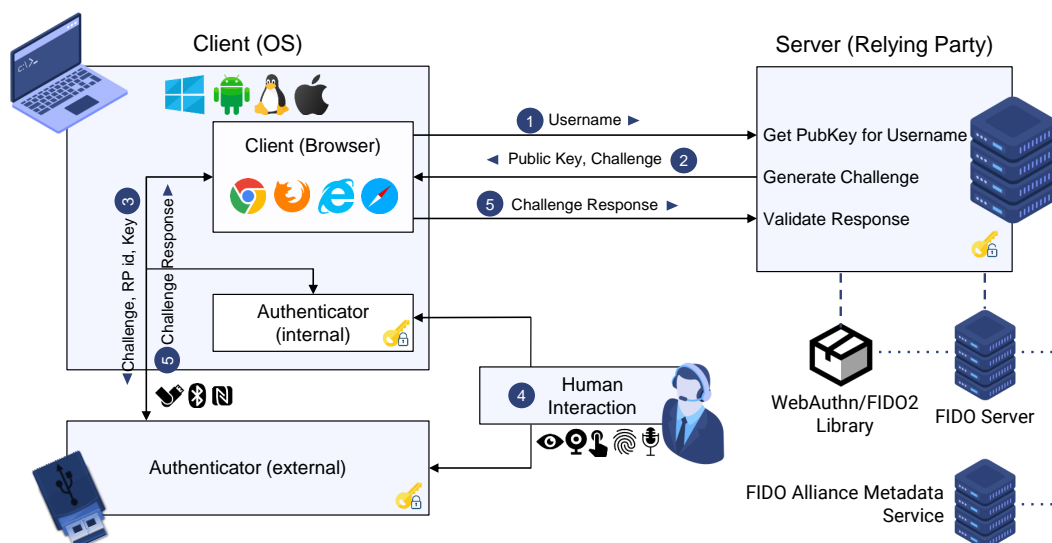 Client (OS)
Server (Relying Party)
c:\ >_
Client (Browser)
1 Username
Get PubKey for Username
Public Key, Challenge 2
Generate Challenge
5 Challenge Response
Validate Response
3
Challenge, RP id, Key
5 Challenge Response
Authenticator
(internal)
4 Human
Interaction
Authenticator (external)
WebAuthn/FIDO2
Library
FIDO Server
FIDO Alliance Metadada
Service